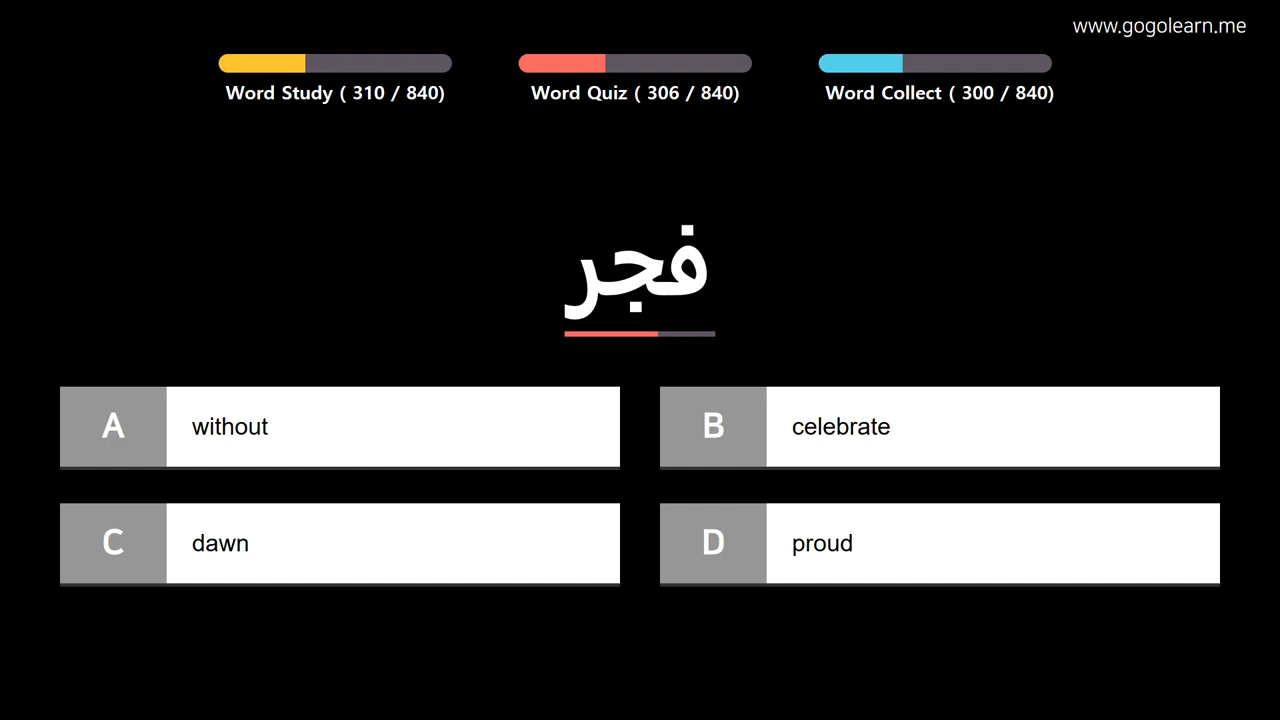 www.gogolearn.me
Word Study ( 310 / 840)
Word Quiz ( 306 / 840)
Word Collect ( 300 / 840)
فجر
A without
B celebrate
C dawn
D proud